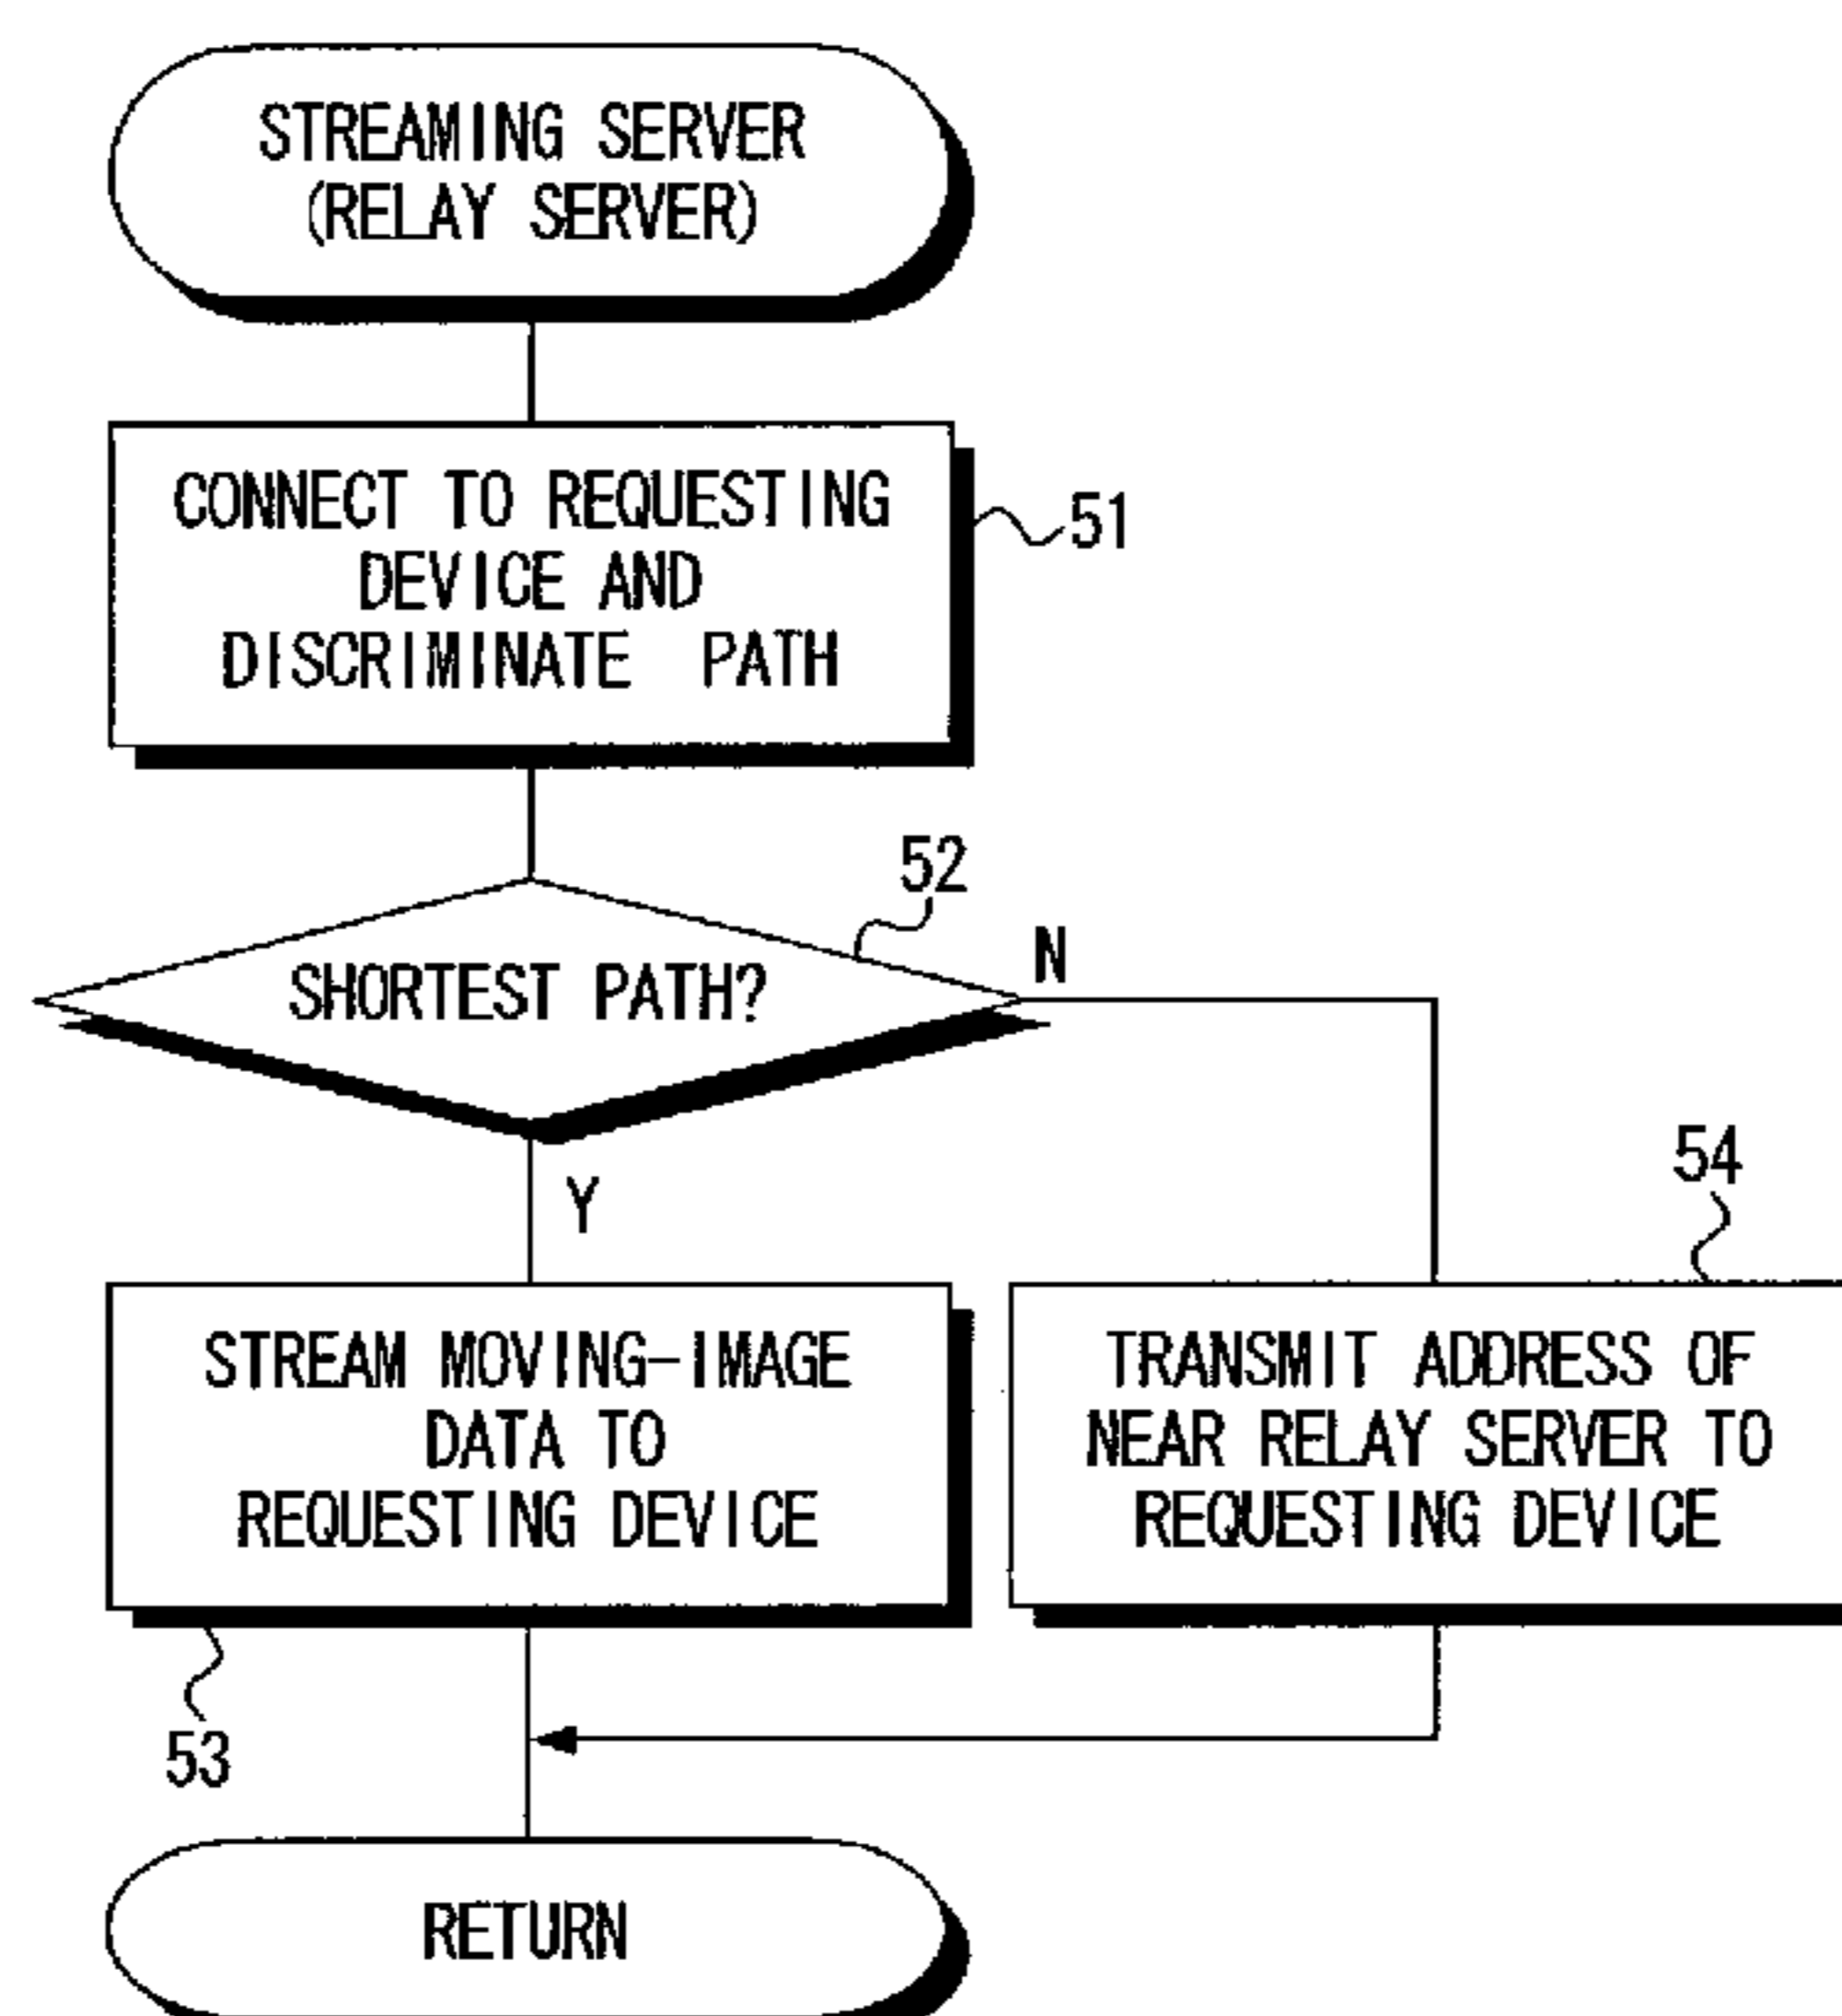 STREAMING SERVER
(RELAY SERVER)
CONNECT TO REQUESTING
DEVICE AND
DISCRIMINATE PATH
51
52
SHORTEST PATH?
N
Y
54
STREAM MOVING-IMAGE
DATA TO
REQUESTING DEVICE
TRANSMIT ADDRESS OF
NEAR RELAY SERVER TO
REQUESTING DEVICE
53
RETURN